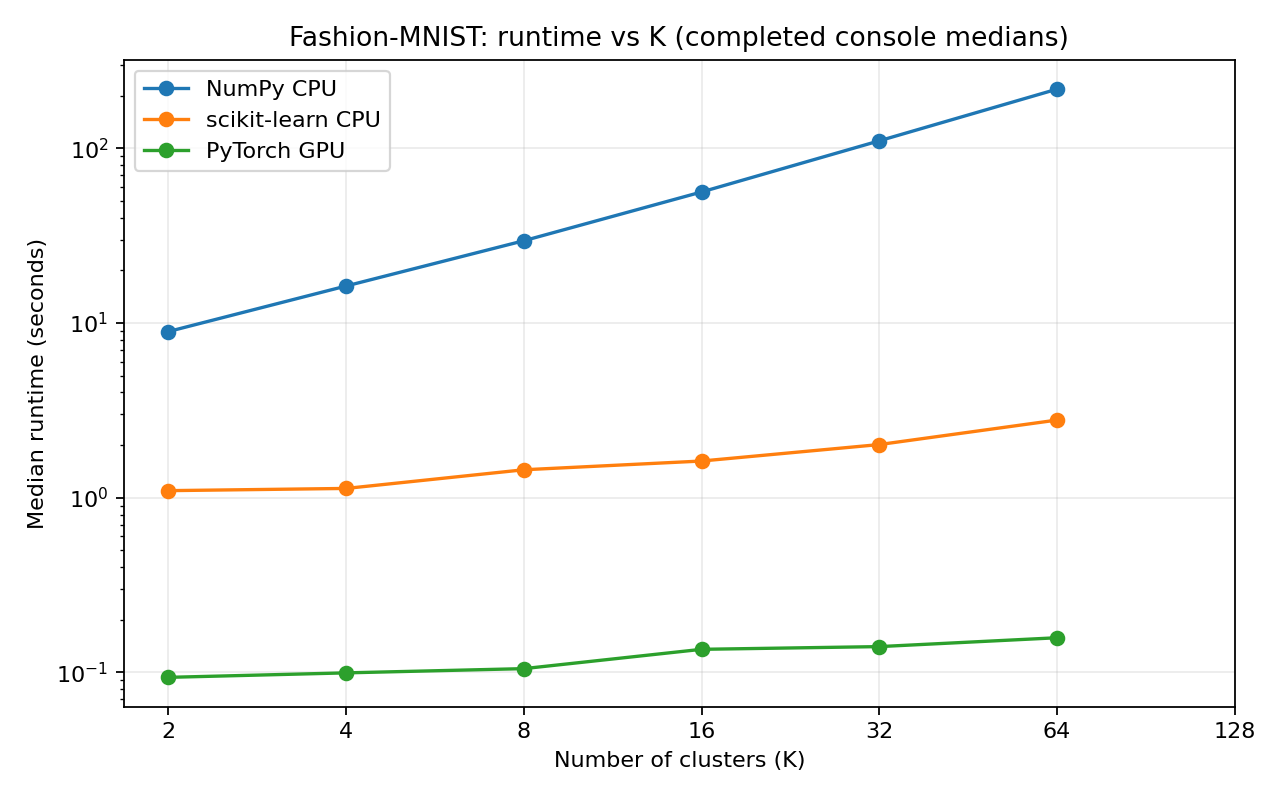 Fashion-MNIST: runtime vs K (completed console medians)
NumPy CPU
scikit-learn CPU
PyTorch GPU
Median runtime (seconds)
10²
10¹
10⁰
10⁻¹
2 4 8 16 32 64 128
Number of clusters (K)